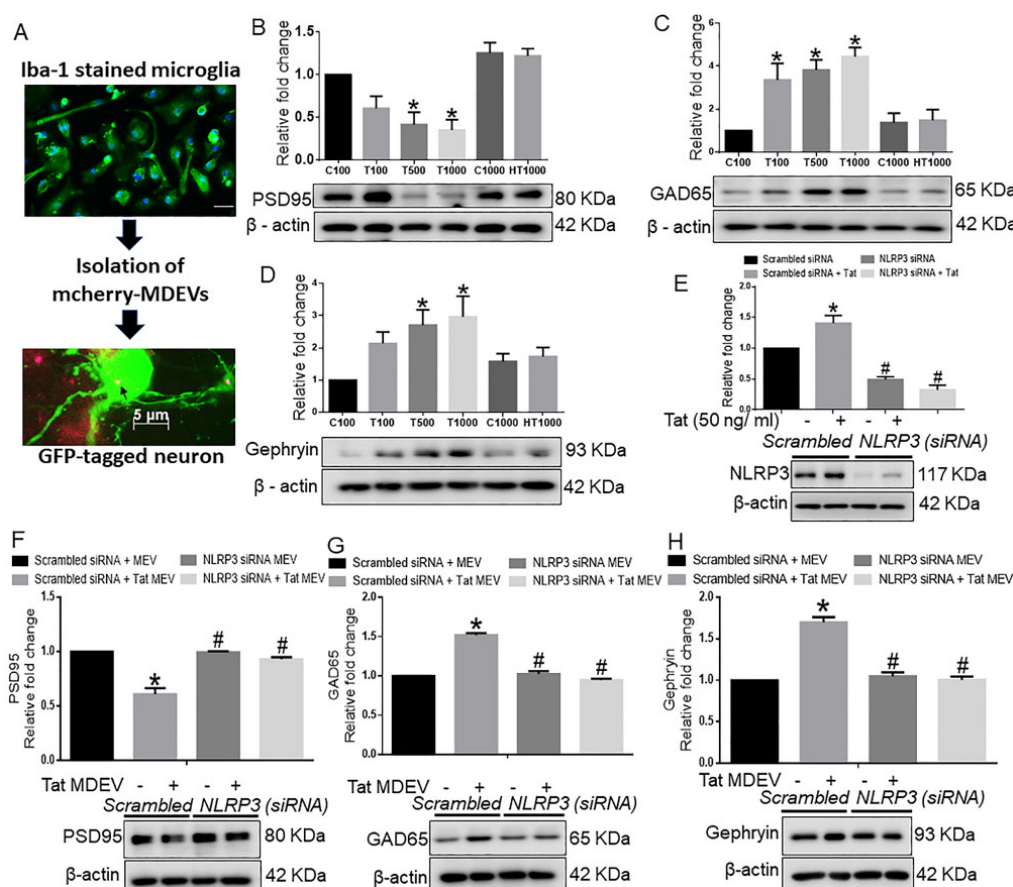 A
Iba-1 stained microglia
Isolation of
mcherry-MDEVs
5 µm
GFP-tagged neuron
B
Relative fold change
1.5
1.0
0.5
0.0
C100 T100 T500 T1000 C1000 HT1000
* *
PSD95 80 KDa
β - actin 42 KDa
C
Relative fold change
6
4
2
0
C100 T100 T500 T1000 C1000 HT1000
* * *
GAD65 65 KDa
β - actin 42 KDa
D
Relative fold change
4
3
2
1
0
C100 T100 T500 T1000 C1000 HT1000
* *
Gephryin 93 KDa
β - actin 42 KDa
Scrambled siRNA NLRP3 siRNA
Scrambled siRNA + Tat NLRP3 siRNA + Tat
E
Relative fold change
2.0
1.5
1.0
0.5
0.0
* # #
Tat (50 ng/ ml) - + - +
Scrambled NLRP3 (siRNA)
NLRP3 117 KDa
β-actin 42 KDa
F
Scrambled siRNA + MEV NLRP3 siRNA MEV
Scrambled siRNA + Tat MEV NLRP3 siRNA + Tat MEV
PSD95
Relative fold change
1.5
1.0
0.5
0.0
* # #
Tat MDEV - + - +
Scrambled NLRP3 (siRNA)
PSD95 80 KDa
β-actin 42 KDa
G
Scrambled siRNA + MEV NLRP3 siRNA MEV
Scrambled siRNA + Tat MEV NLRP3 siRNA + Tat MEV
GAD65
Relative fold change
2.0
1.5
1.0
0.5
0.0
* # #
Tat MDEV - + - +
Scrambled NLRP3 (siRNA)
GAD65 65 KDa
β-actin 42 KDa
H
Scrambled siRNA + MEV NLRP3 siRNA MEV
Scrambled siRNA + Tat MEV NLRP3 siRNA + Tat MEV
Gephryin
Relative fold change
2.0
1.5
1.0
0.5
0.0
* # #
Tat MDEV - + - +
Scrambled NLRP3 (siRNA)
Gephryin 93 KDa
β-actin 42 KDa